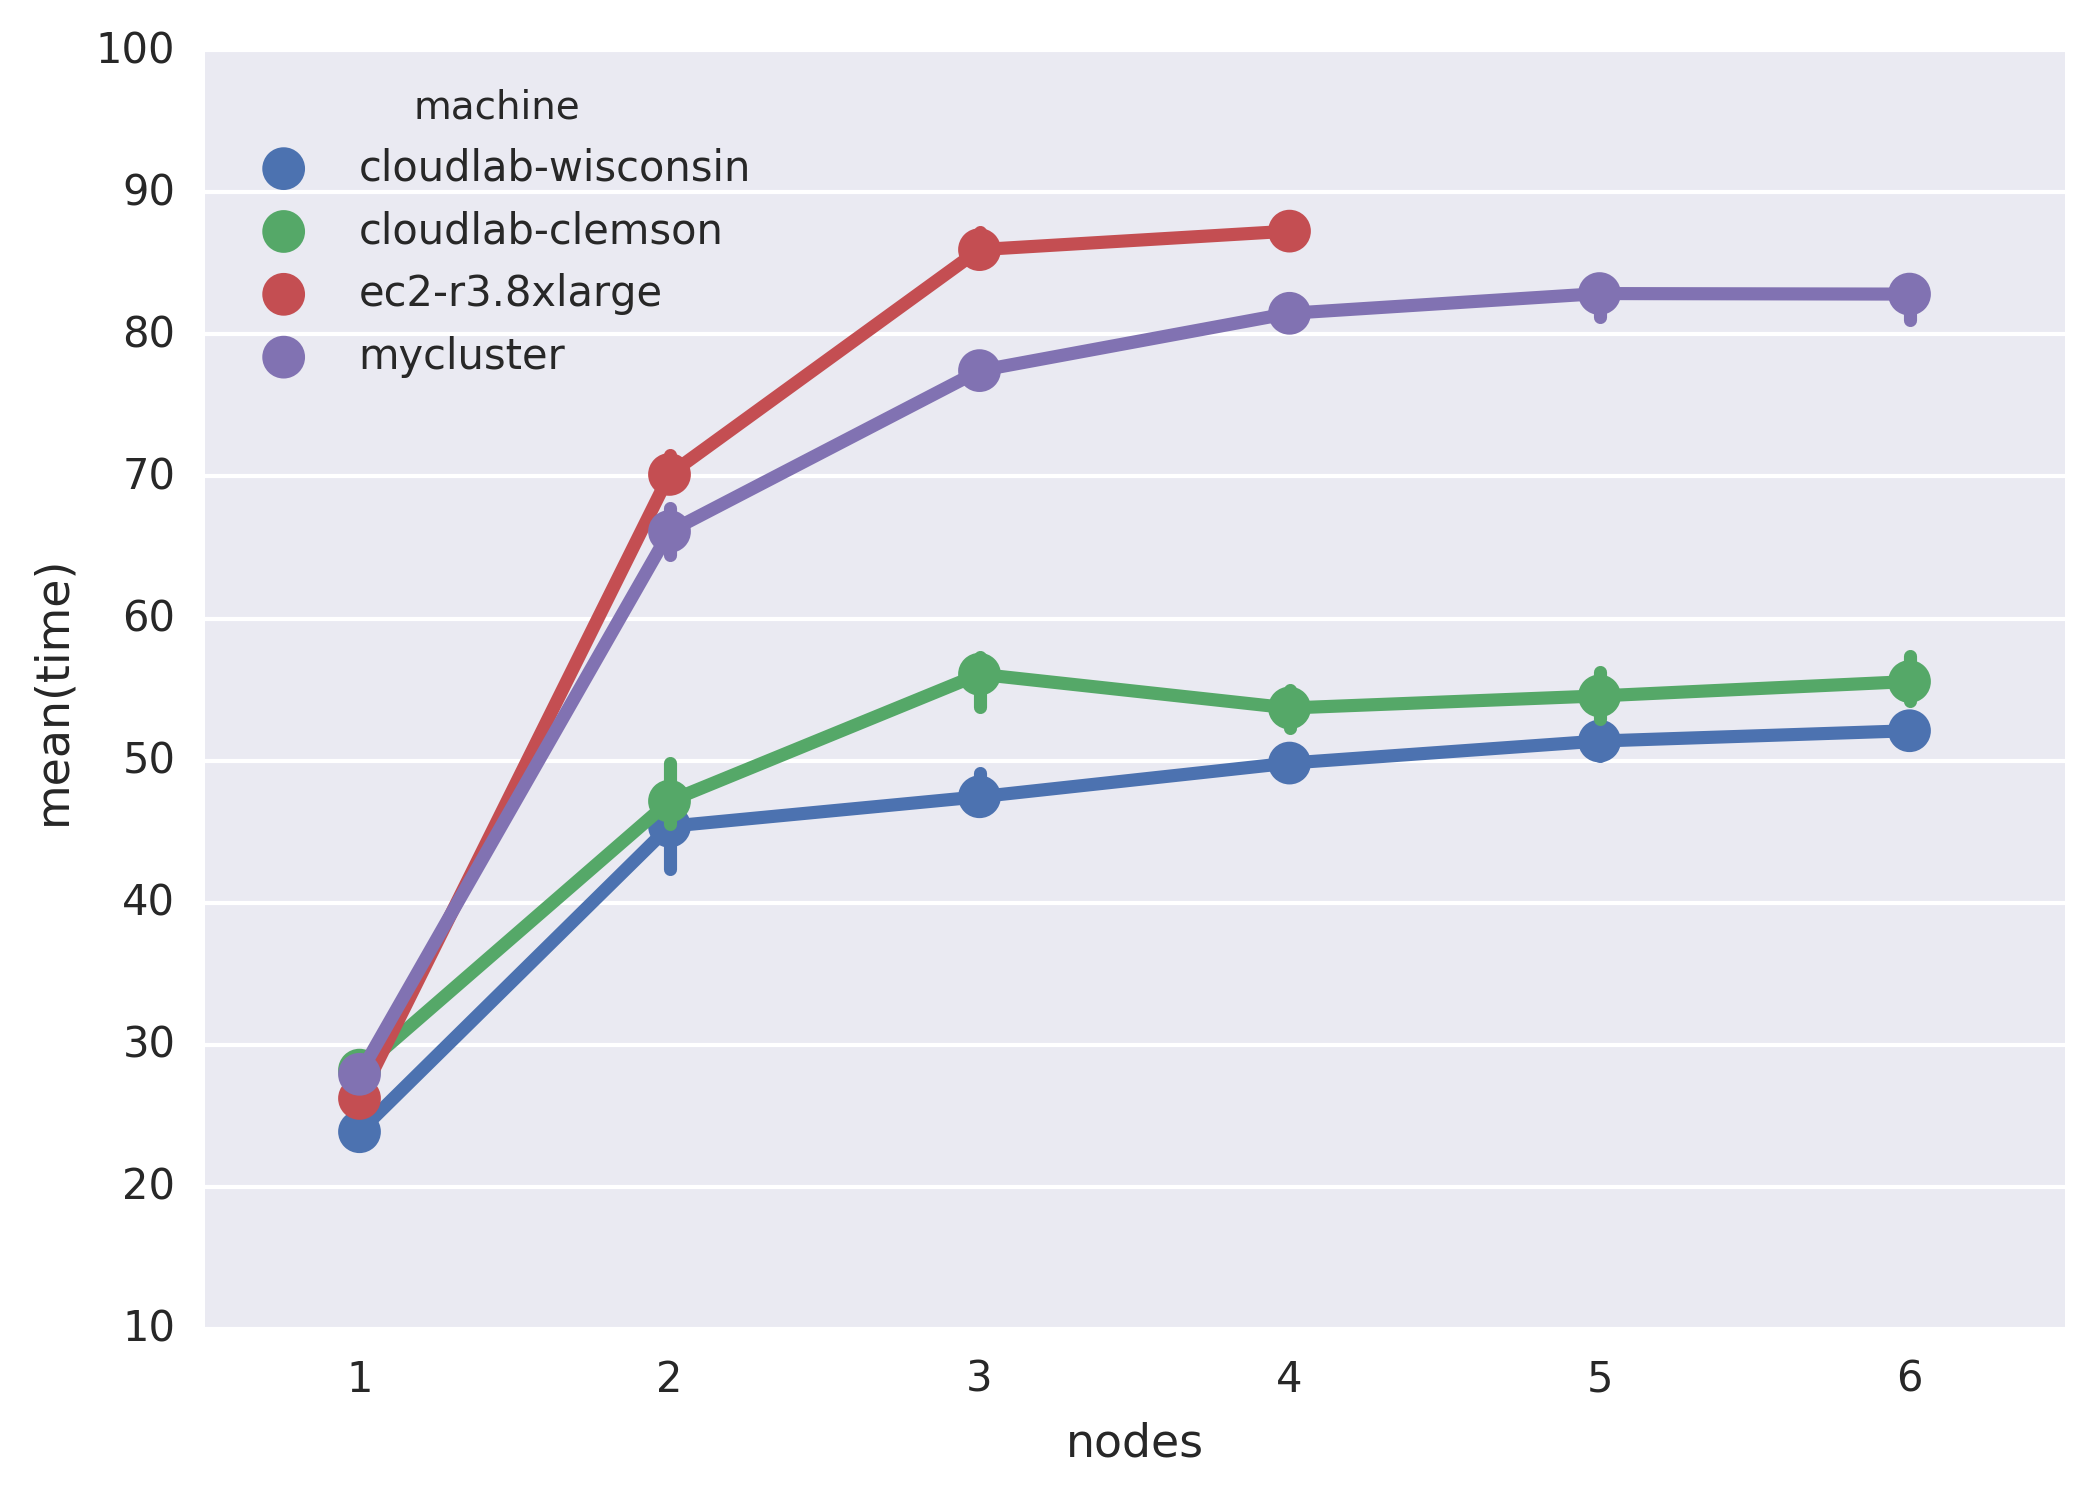 machine
cloudlab-wisconsin
cloudlab-clemson
ec2-r3.8xlarge
mycluster
mean(time)
100
90
80
70
60
50
40
30
20
10
1 2 3 4 5 6
nodes